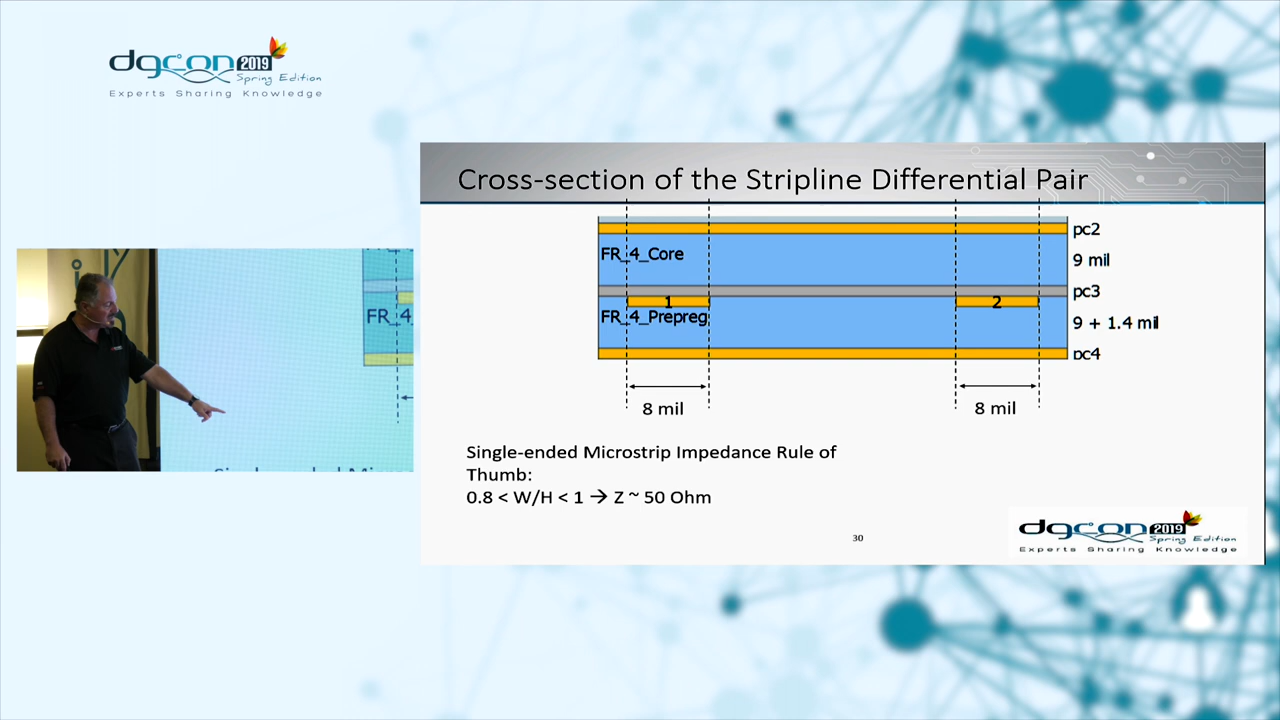 dgcon 2019
Spring Edition
Experts Sharing Knowledge
Cross-section of the Stripline Differential Pair
pc2
FR_4_Core
9 mil
pc3
1
2
FR_4_Prepreg
9 + 1.4 mil
pc4
8 mil
8 mil
FR_4
Single-ended Microstrip Impedance Rule of
Thumb:
0.8 < W/H < 1 → Z ~ 50 Ohm
30
dgcon 2019
Spring Edition
Experts Sharing Knowledge